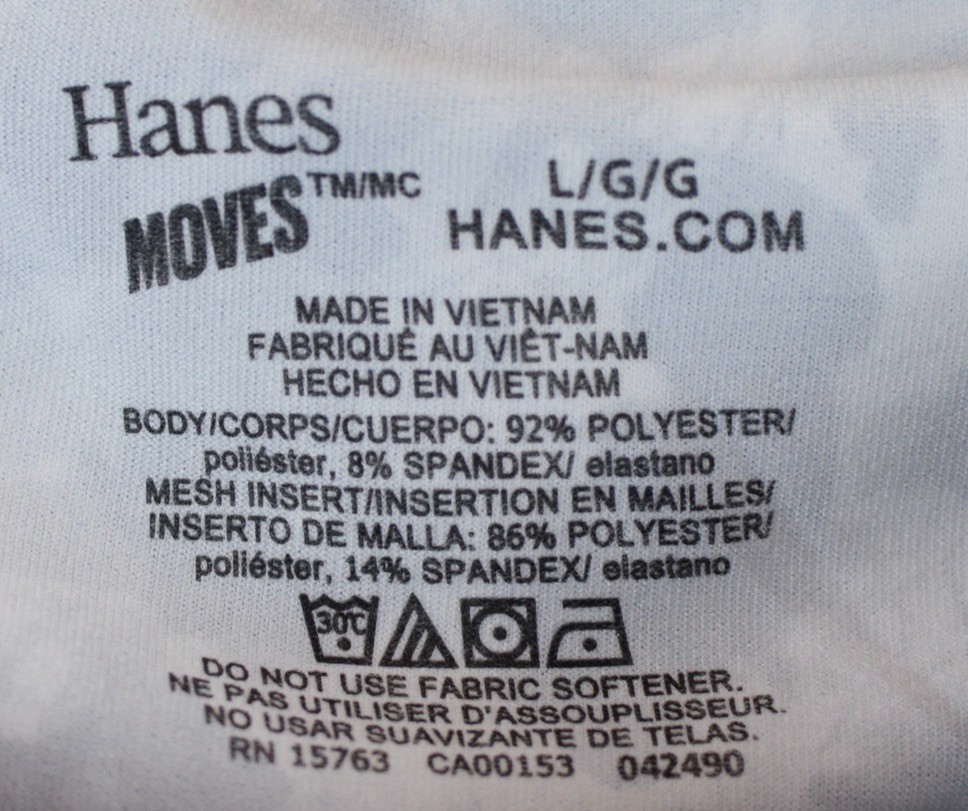 Hanes
MOVES TM/MC
L/G/G
HANES.COM
MADE IN VIETNAM
FABRIQUÉ AU VIÊT-NAM
HECHO EN VIETNAM
BODY/CORPS/CUERPO: 92% POLYESTER/
poliéster, 8% SPANDEX/ elastano
MESH INSERT/INSERTION EN MAILLES/
INSERTO DE MALLA: 86% POLYESTER/
poliéster, 14% SPANDEX/ elastano
30°C
DO NOT USE FABRIC SOFTENER.
NE PAS UTILISER D'ASSOUPLISSEUR.
NO USAR SUAVIZANTE DE TELAS.
RN 15763 CA00153 042490